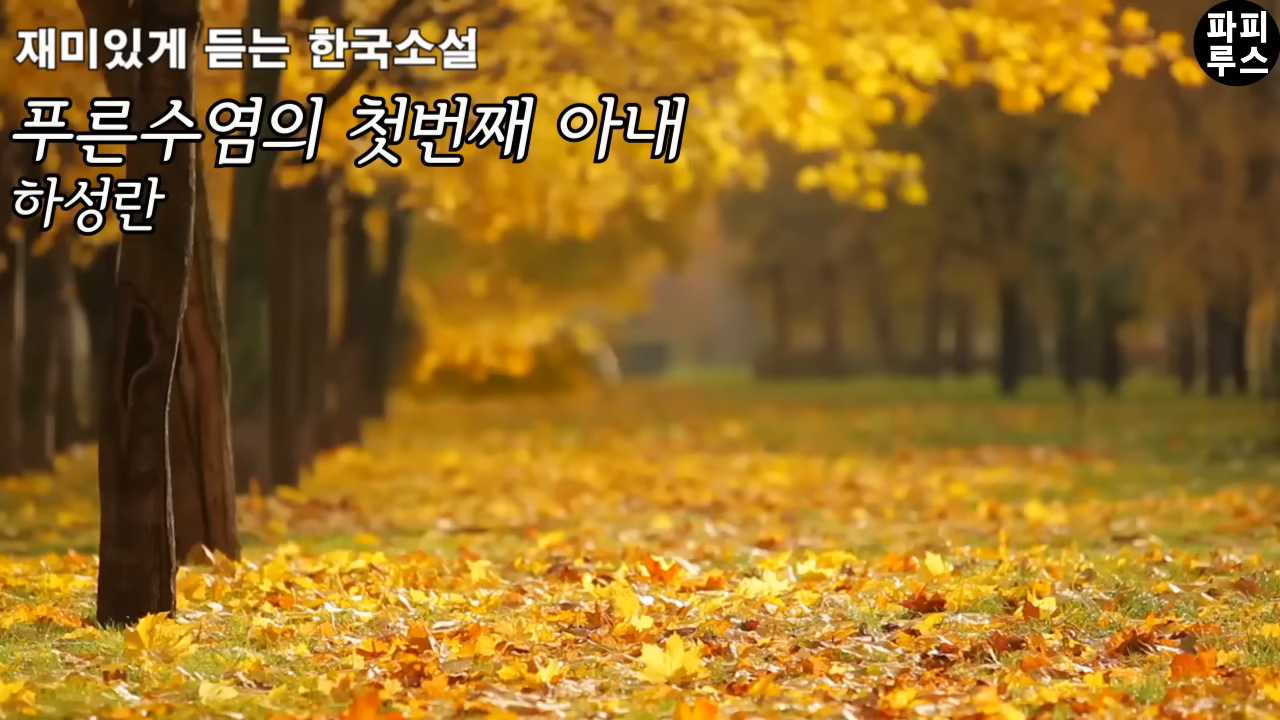 재미있게 듣는 한국소설
푸른수염의 첫번째 아내
하성란
파피
루스